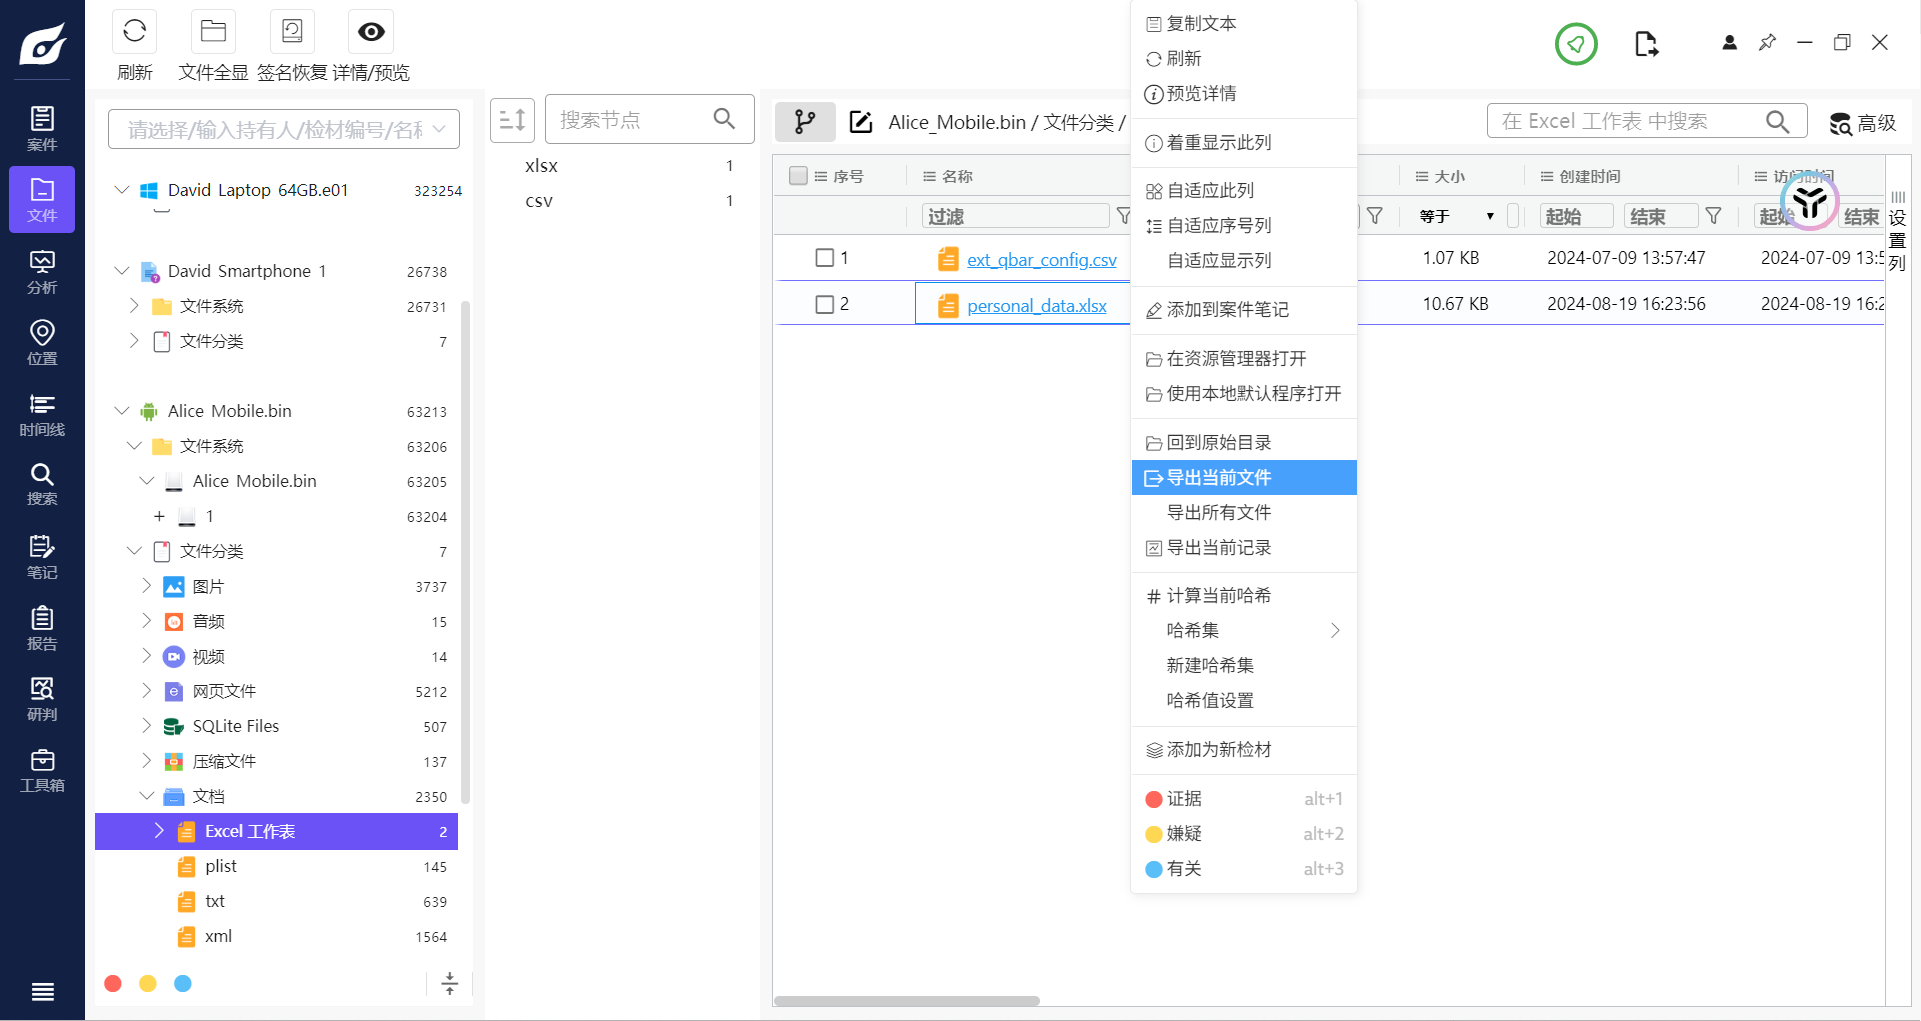 刷新
文件全显
签名恢复
详情/预览
案件
文件
分析
位置
时间线
搜索
笔记
报告
研判
工具箱
请选择/输入持有人/检材编号/名称
David Laptop 64GB.e01 323254
David Smartphone 1 26738
文件系统 26731
文件分类 7
Alice Mobile.bin 63213
文件系统 63206
Alice Mobile.bin 63205
1 63204
文件分类 7
图片 3737
音频 15
视频 14
网页文件 5212
SQLite Files 507
压缩文件 137
文档 2350
Excel 工作表 2
plist 145
txt 639
xml 1564
搜索节点
xlsx 1
csv 1
Alice_Mobile.bin / 文件分类 /
在 Excel 工作表 中搜索
高级
序号 名称 大小 创建时间 访问时间
过滤 等于 起始 结束 起始 结束
1 ext_qbar_config.csv 1.07 KB 2024-07-09 13:57:47 2024-07-09 13:5
2 personal_data.xlsx 10.67 KB 2024-08-19 16:23:56 2024-08-19 16:2
设置列
复制文本
刷新
预览详情
着重显示此列
自适应此列
自适应序号列
自适应显示列
添加到案件笔记
在资源管理器打开
使用本地默认程序打开
回到原始目录
导出当前文件
导出所有文件
导出当前记录
计算当前哈希
哈希集
新建哈希集
哈希值设置
添加为新检材
证据 alt+1
嫌疑 alt+2
有关 alt+3